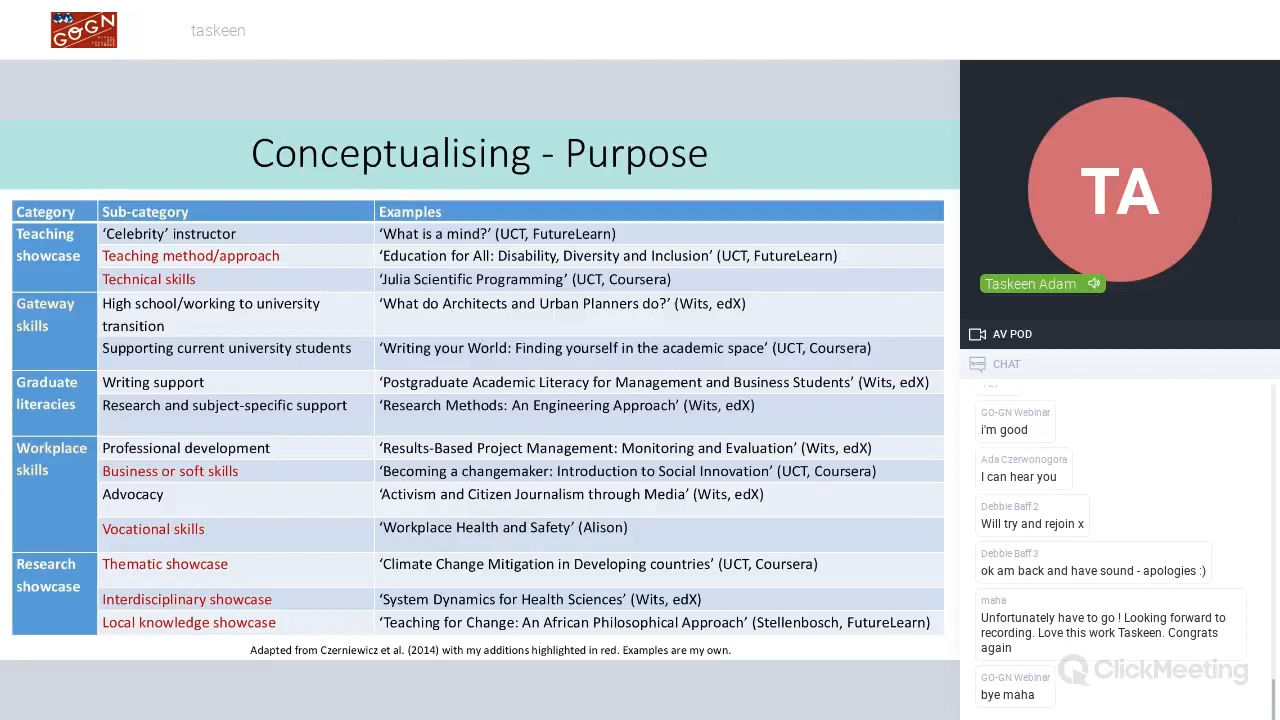 GOGN
taskeen
Conceptualising - Purpose
Category Sub-category Examples
Teaching showcase
‘Celebrity’ instructor ‘What is a mind?’ (UCT, FutureLearn)
Teaching method/approach ‘Education for All: Disability, Diversity and Inclusion’ (UCT, FutureLearn)
Technical skills ‘Julia Scientific Programming’ (UCT, Coursera)
Gateway skills
High school/working to university transition ‘What do Architects and Urban Planners do?’ (Wits, edX)
Supporting current university students ‘Writing your World: Finding yourself in the academic space’ (UCT, Coursera)
Graduate literacies
Writing support ‘Postgraduate Academic Literacy for Management and Business Students’ (Wits, edX)
Research and subject-specific support ‘Research Methods: An Engineering Approach’ (Wits, edX)
Workplace skills
Professional development ‘Results-Based Project Management: Monitoring and Evaluation’ (Wits, edX)
Business or soft skills ‘Becoming a changemaker: Introduction to Social Innovation’ (UCT, Coursera)
Advocacy ‘Activism and Citizen Journalism through Media’ (Wits, edX)
Vocational skills ‘Workplace Health and Safety’ (Alison)
Research showcase
Thematic showcase ‘Climate Change Mitigation in Developing countries’ (UCT, Coursera)
Interdisciplinary showcase ‘System Dynamics for Health Sciences’ (Wits, edX)
Local knowledge showcase ‘Teaching for Change: An African Philosophical Approach’ (Stellenbosch, FutureLearn)
Adapted from Czerniewicz et al. (2014) with my additions highlighted in red. Examples are my own.
TA
Taskeen Adam
AV POD
CHAT
GO-GN Webinar
i'm good
Ada Czerwonogora
I can hear you
Debbie Baff 2
Will try and rejoin x
Debbie Baff 3
ok am back and have sound - apologies :)
maha
Unfortunately have to go ! Looking forward to
recording. Love this work Taskeen. Congrats
again
GO-GN Webinar
bye maha
ClickMeeting